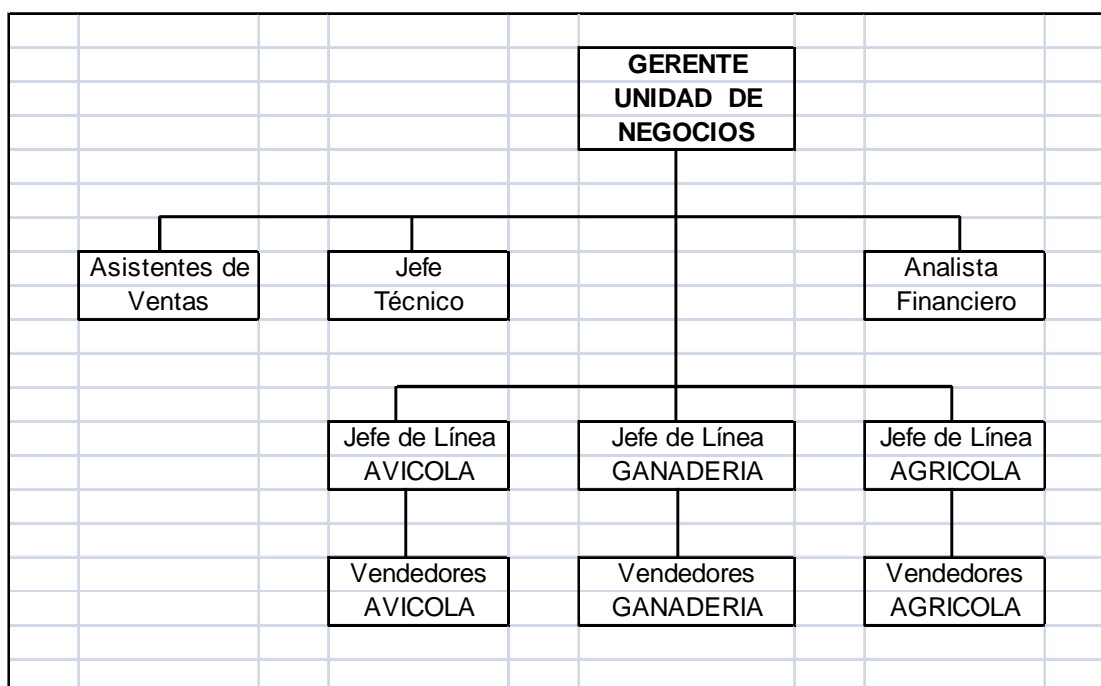 GERENTE
UNIDAD DE
NEGOCIOS
Asistentes de
Ventas
Jefe
Técnico
Analista
Financiero
Jefe de Línea
AVICOLA
Jefe de Línea
GANADERIA
Jefe de Línea
AGRICOLA
Vendedores
AVICOLA
Vendedores
GANADERIA
Vendedores
AGRICOLA